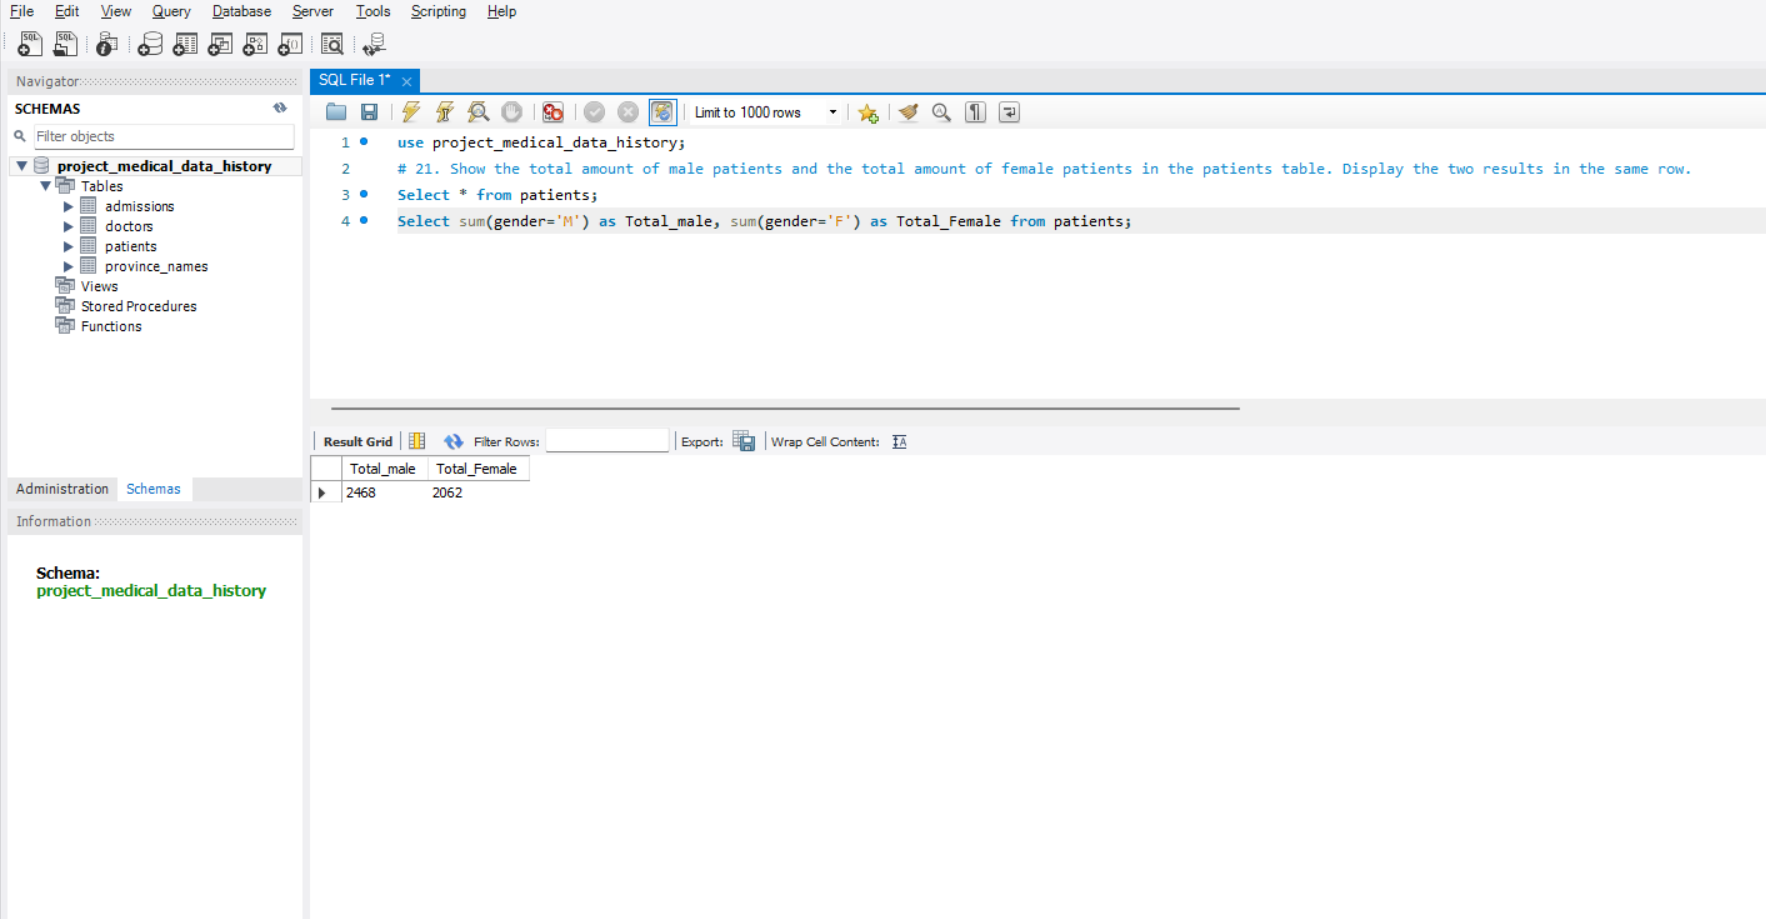 File Edit View Query Database Server Tools Scripting Help
Navigator
SCHEMAS
Filter objects
project_medical_data_history
Tables
admissions
doctors
patients
province_names
Views
Stored Procedures
Functions
Administration Schemas
Information
Schema:
project_medical_data_history
SQL File 1*
Limit to 1000 rows
1 use project_medical_data_history;
2 # 21. Show the total amount of male patients and the total amount of female patients in the patients table. Display the two results in the same row.
3 Select * from patients;
4 Select sum(gender='M') as Total_male, sum(gender='F') as Total_Female from patients;
Result Grid Filter Rows: Export: Wrap Cell Content:
Total_male Total_Female
2468 2062